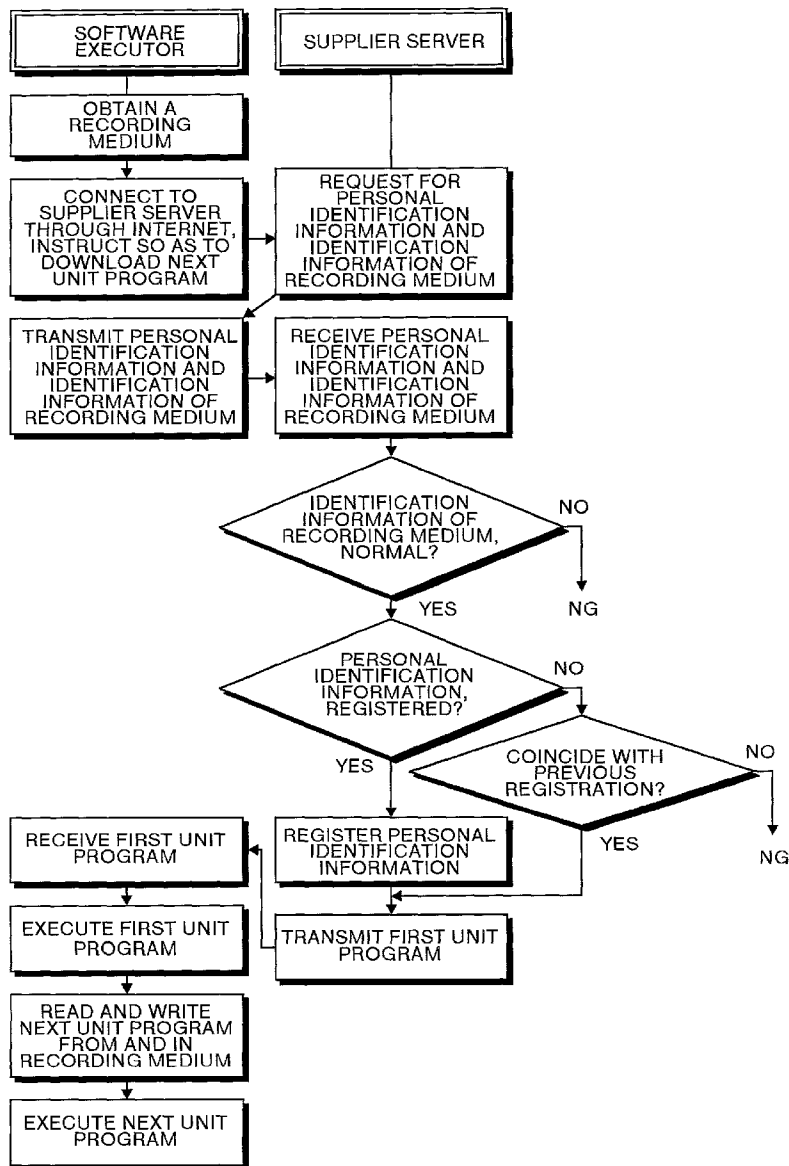 SOFTWARE
EXECUTOR
SUPPLIER SERVER
OBTAIN A
RECORDING
MEDIUM
CONNECT TO
SUPPLIER SERVER
THROUGH INTERNET,
INSTRUCT SO AS TO
DOWNLOAD NEXT
UNIT PROGRAM
REQUEST FOR
PERSONAL
IDENTIFICATION
INFORMATION AND
IDENTIFICATION
INFORMATION OF
RECORDING MEDIUM
TRANSMIT PERSONAL
IDENTIFICATION
INFORMATION AND
IDENTIFICATION
INFORMATION OF
RECORDING MEDIUM
RECEIVE PERSONAL
IDENTIFICATION
INFORMATION AND
IDENTIFICATION
INFORMATION OF
RECORDING MEDIUM
IDENTIFICATION
INFORMATION OF
RECORDING MEDIUM,
NORMAL?
NO
NG
YES
PERSONAL
IDENTIFICATION
INFORMATION,
REGISTERED?
NO
YES
COINCIDE WITH
PREVIOUS
REGISTRATION?
NO
NG
YES
REGISTER PERSONAL
IDENTIFICATION
INFORMATION
TRANSMIT FIRST UNIT
PROGRAM
RECEIVE FIRST UNIT
PROGRAM
EXECUTE FIRST UNIT
PROGRAM
READ AND WRITE
NEXT UNIT PROGRAM
FROM AND IN
RECORDING MEDIUM
EXECUTE NEXT UNIT
PROGRAM